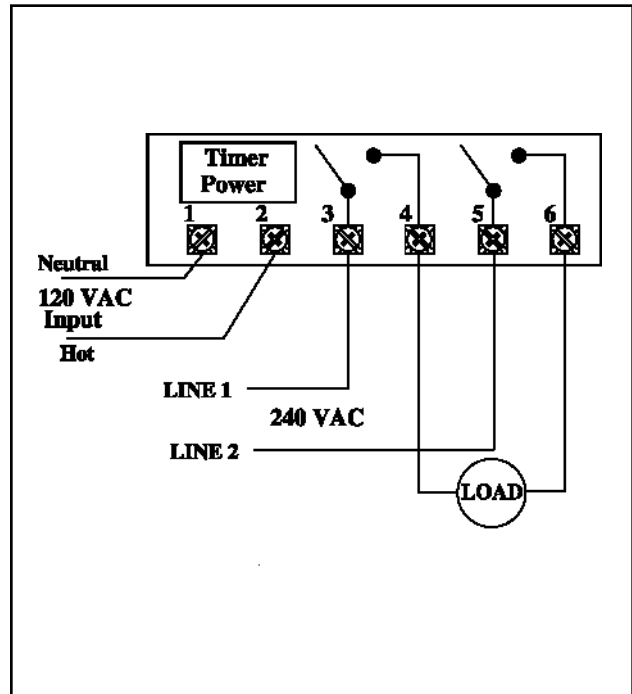 Timer
Power
1 2 3 4 5 6
Neutral
120 VAC
Input
Hot
LINE 1
240 VAC
LINE 2
LOAD